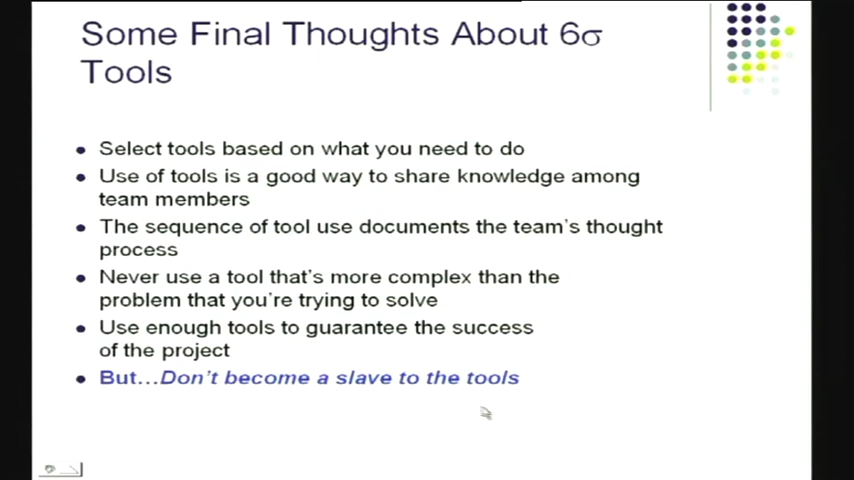 Some Final Thoughts About 6σ
Tools
• Select tools based on what you need to do
• Use of tools is a good way to share knowledge among
team members
• The sequence of tool use documents the team's thought
process
• Never use a tool that's more complex than the
problem that you're trying to solve
• Use enough tools to guarantee the success
of the project
• But...Don't become a slave to the tools